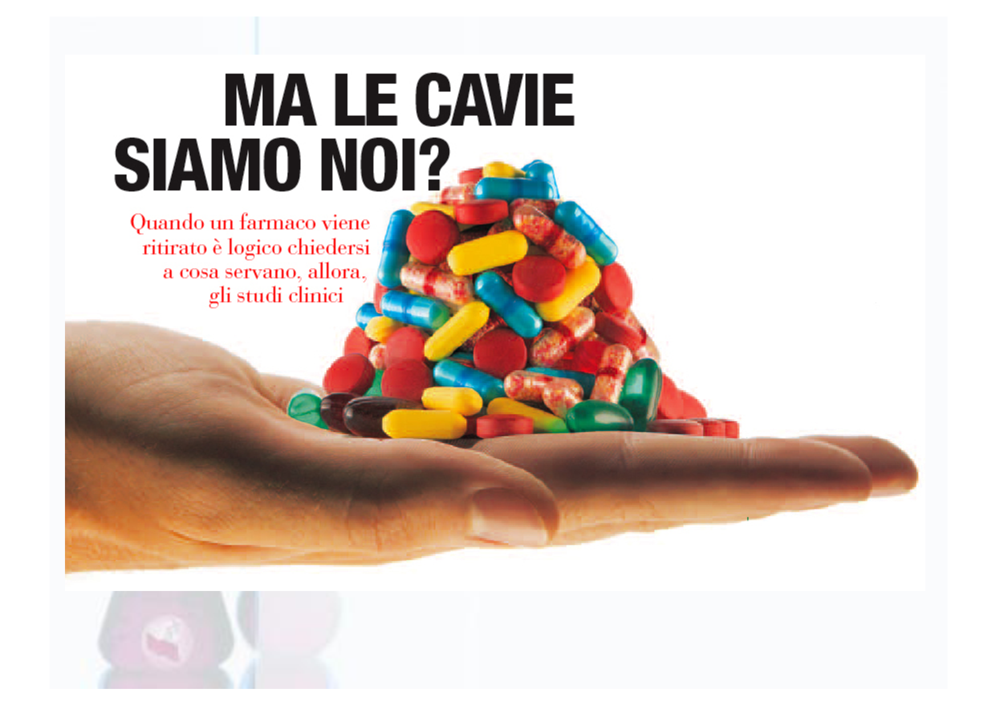 MA LE CAVIE
SIAMO NOI?
Quando un farmaco viene
ritirato è logico chiedersi
a cosa servano, allora,
gli studi clinici